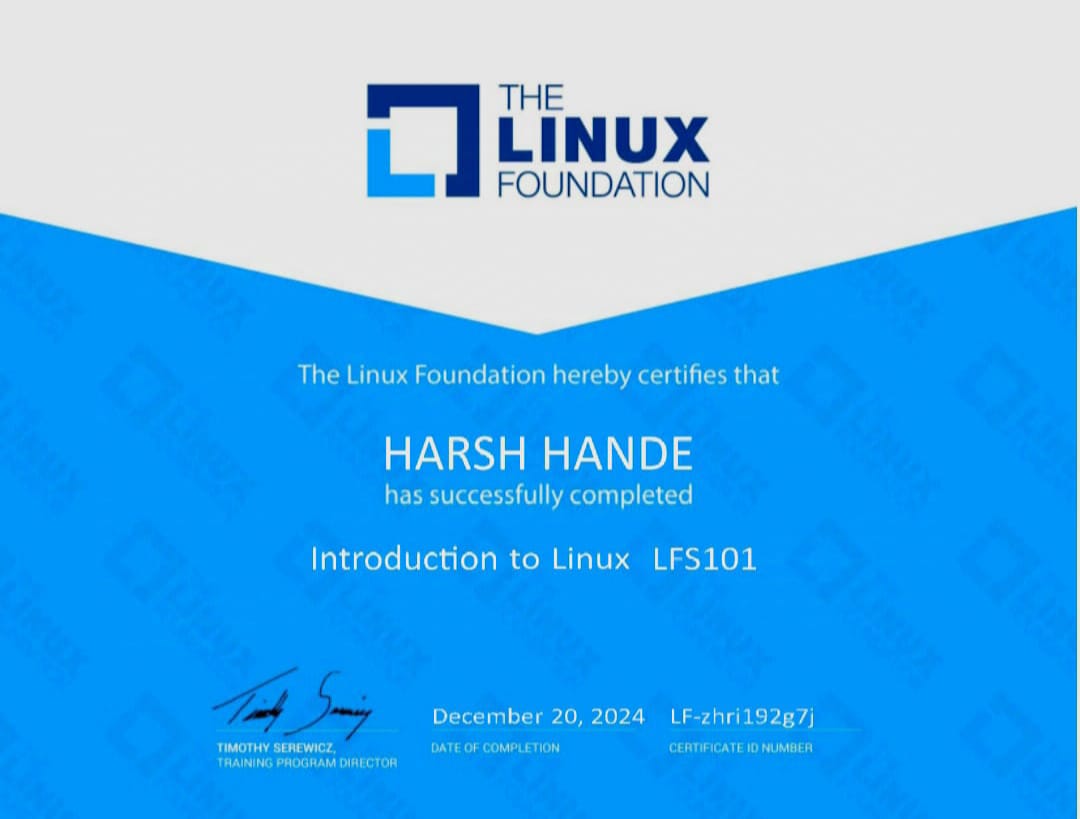 THE
LINUX
FOUNDATION
The Linux Foundation hereby certifies that
HARSH HANDE
has successfully completed
Introduction to Linux LFS101
December 20, 2024 LF-zhri192g7j
TIMOTHY SEREWICZ, DATE OF COMPLETION CERTIFICATE ID NUMBER
TRAINING PROGRAM DIRECTOR